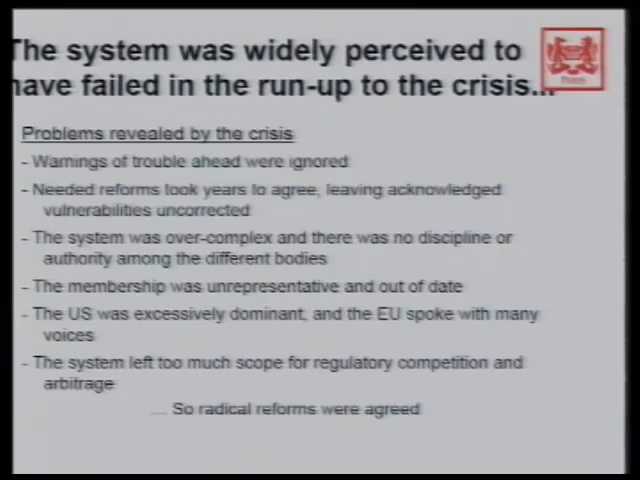 The system was widely perceived to
have failed in the run-up to the crisis...
Problems revealed by the crisis
- Warnings of trouble ahead were ignored
- Needed reforms took years to agree, leaving acknowledged
vulnerabilities uncorrected
- The system was over-complex and there was no discipline or
authority among the different bodies
- The membership was unrepresentative and out of date
- The US was excessively dominant, and the EU spoke with many
voices
- The system left too much scope for regulatory competition and
arbitrage
.... So radical reforms were agreed